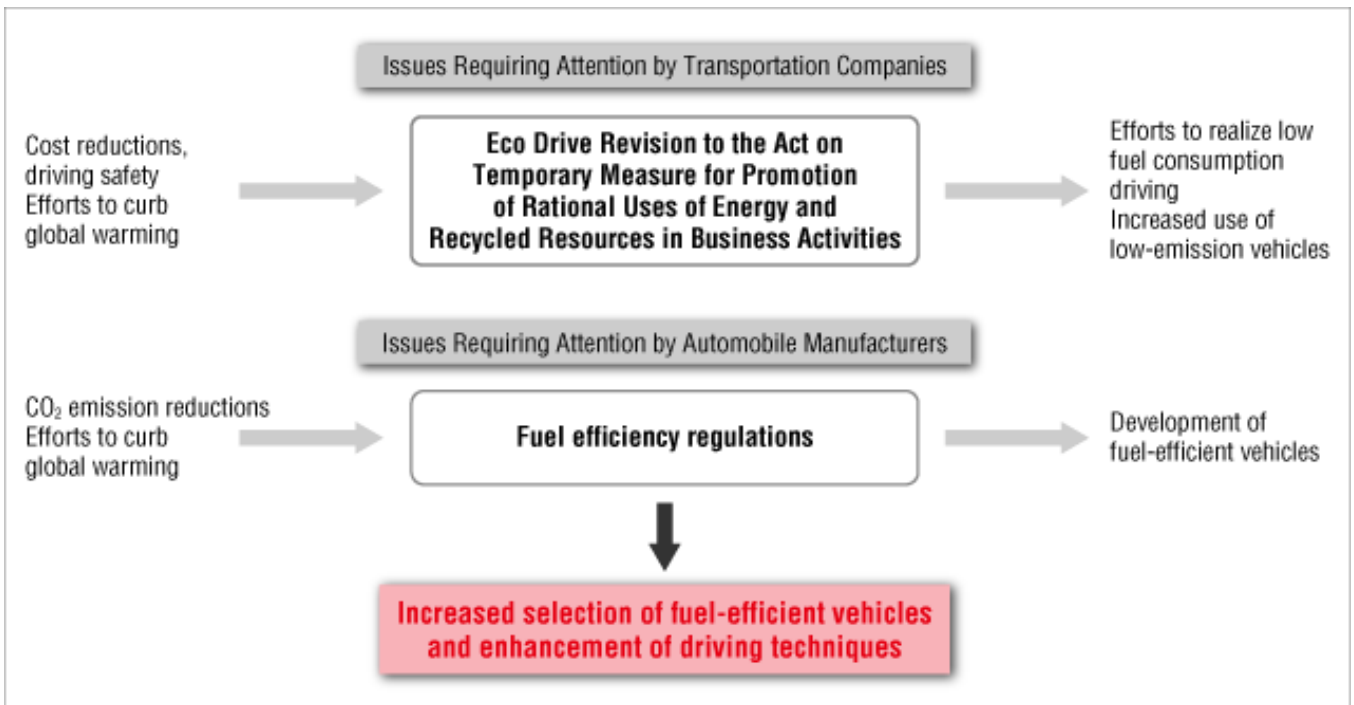 Issues Requiring Attention by Transportation Companies
Cost reductions,
driving safety
Efforts to curb
global warming
Eco Drive Revision to the Act on
Temporary Measure for Promotion
of Rational Uses of Energy and
Recycled Resources in Business Activities
Efforts to realize low
fuel consumption
driving
Increased use of
low-emission vehicles
Issues Requiring Attention by Automobile Manufacturers
CO₂ emission reductions
Efforts to curb
global warming
Fuel efficiency regulations
Development of
fuel-efficient vehicles
Increased selection of fuel-efficient vehicles
and enhancement of driving techniques